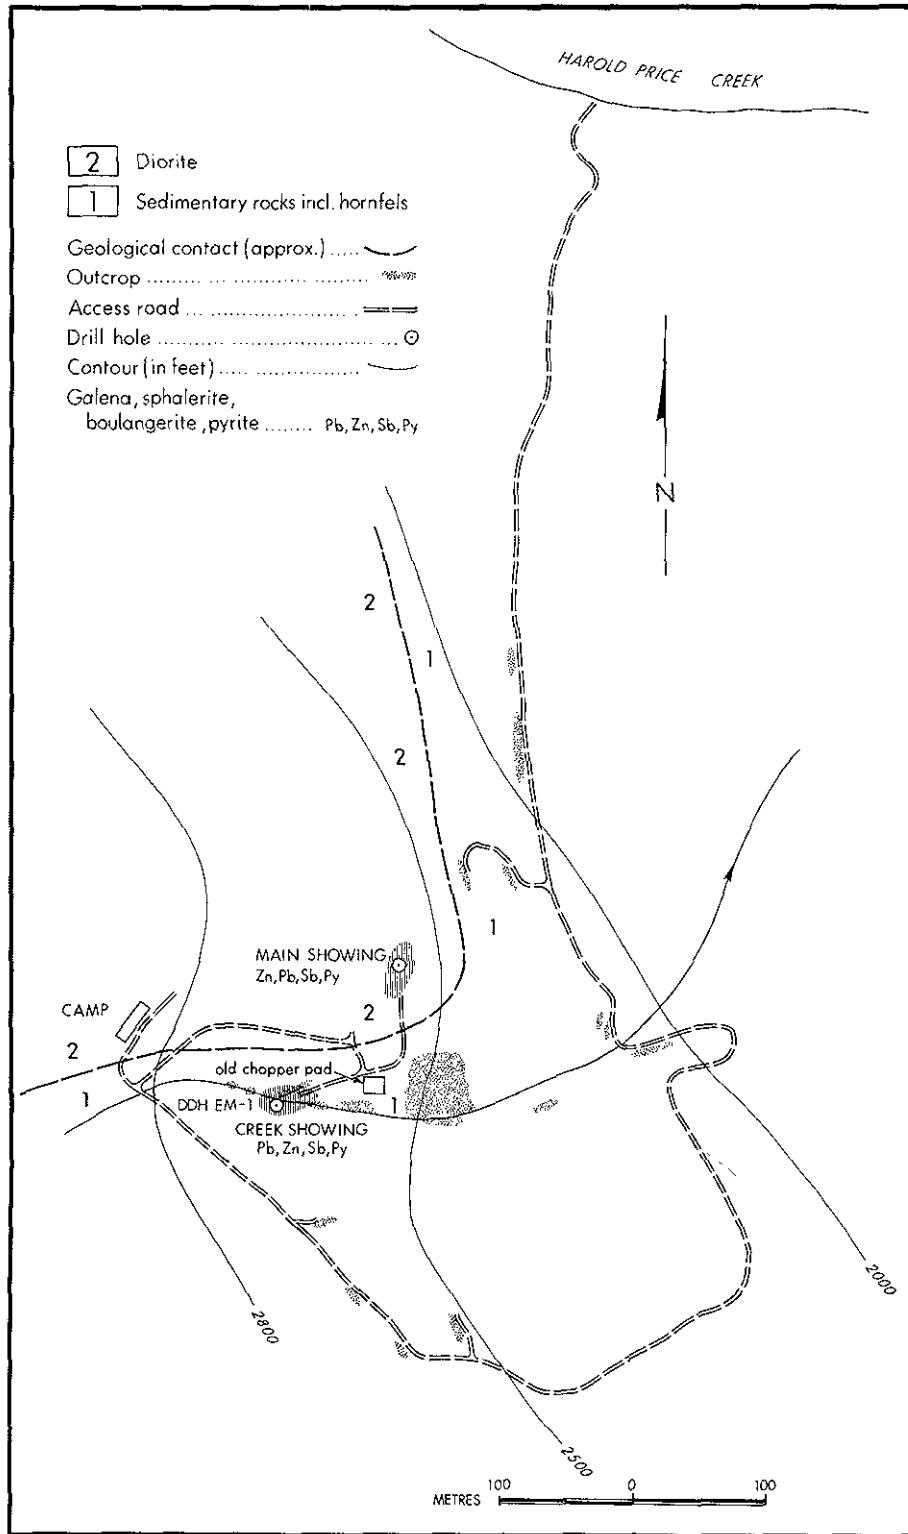 HAROLD PRICE CREEK
2 Diorite
1 Sedimentary rocks incl. hornfels
Geological contact (approx.) .....
Outcrop ......... ... ................. .........
Access road ... .........................
Drill hole ..................................... ...
Contour (in feet) ..... ..................
Galena, sphalerite,
boulangerite, pyrite ........ Pb, Zn, Sb, Py
N
2
1
2
1
MAIN SHOWING
Zn, Pb, Sb, Py
CAMP
2
2
old chopper pad
1
DDH EM-1
1
CREEK SHOWING
Pb, Zn, Sb, Py
2000
2800
2500
METRES 100 0 100